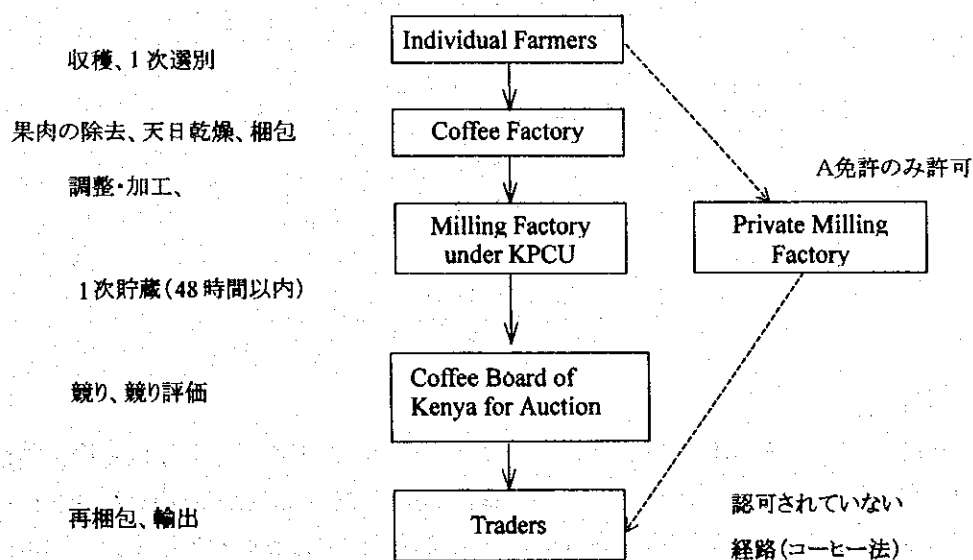 Individual Farmers
収穫、1次選別
果肉の除去、天日乾燥、梱包
Coffee Factory
調整・加工、
A免許のみ許可
Milling Factory
under KPCU
Private Milling
Factory
1次貯蔵(48時間以内)
競り、競り評価
Coffee Board of
Kenya for Auction
再梱包、輸出
Traders
認可されていない
経路(コーヒー法)